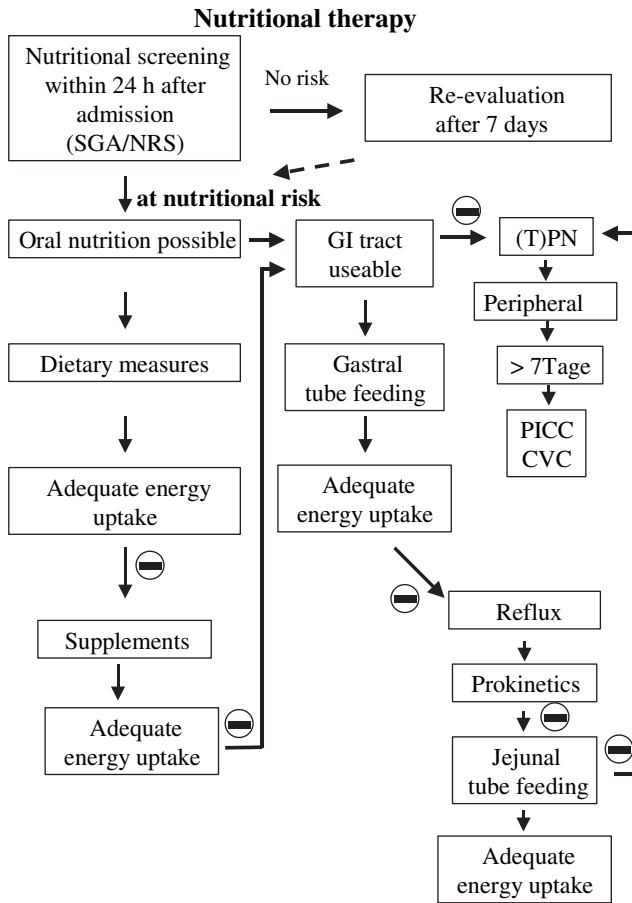 Nutritional therapy
Nutritional screening
within 24 h after
admission
(SGA/NRS)
No risk
Re-evaluation
after 7 days
at nutritional risk
Oral nutrition possible
GI tract
useable
(T)PN
Peripheral
> 7Tage
PICC
CVC
Dietary measures
Gastral
tube feeding
Adequate energy
uptake
Adequate
energy uptake
Supplements
Reflux
Adequate
energy uptake
Prokinetics
Jejunal
tube feeding
Adequate
energy uptake